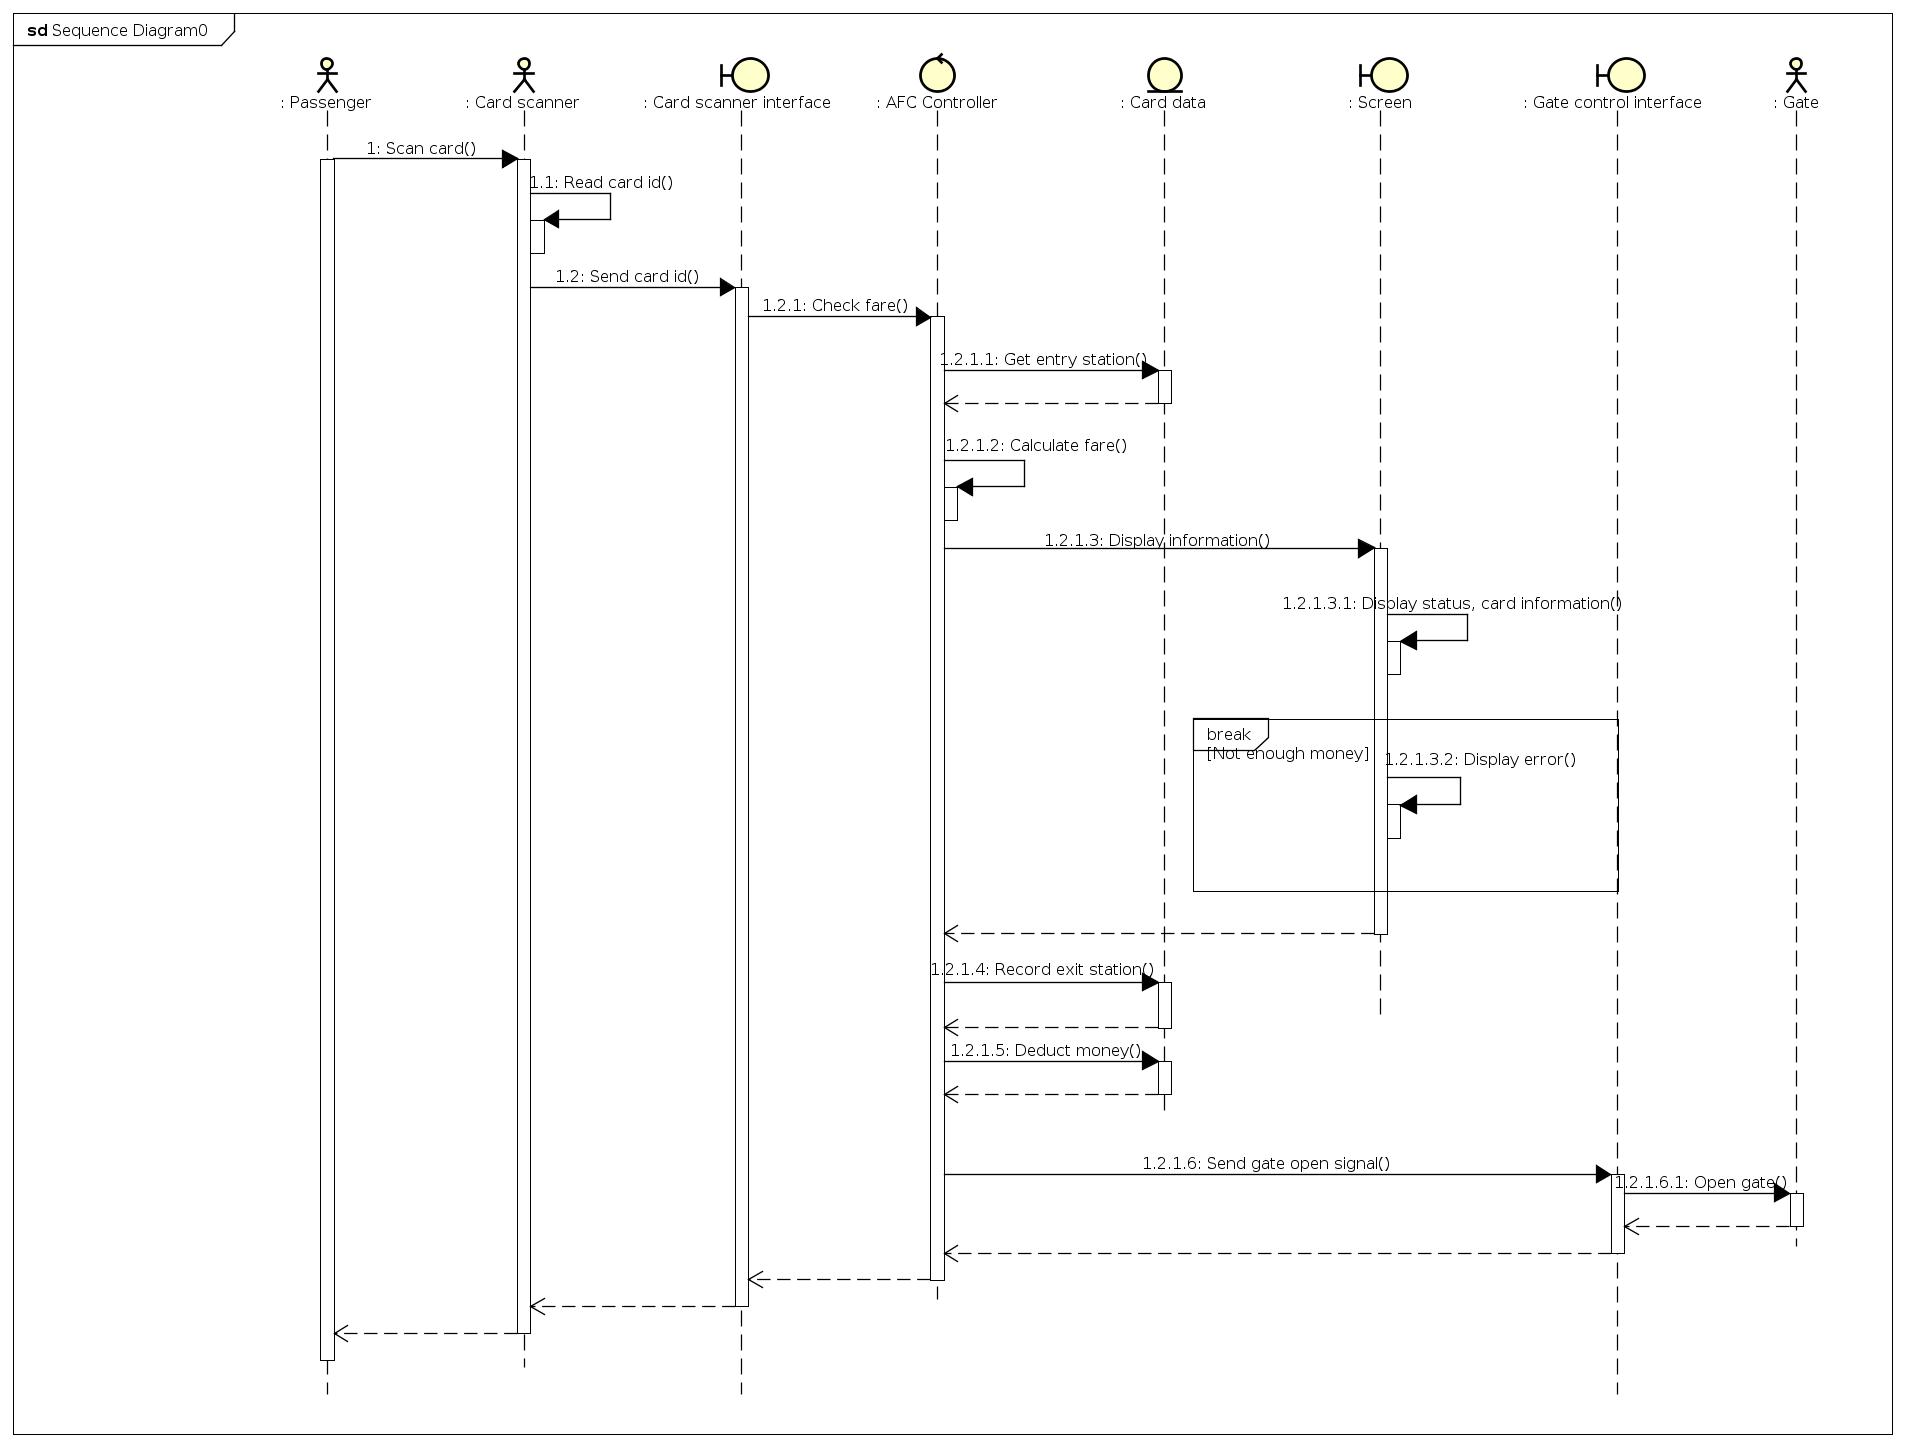 sd Sequence Diagram0
: Passenger
: Card scanner
: Card scanner interface
: AFC Controller
: Card data
: Screen
: Gate control interface
: Gate
1: Scan card()
1.1: Read card id()
1.2: Send card id()
1.2.1: Check fare()
1.2.1.1: Get entry station()
1.2.1.2: Calculate fare()
1.2.1.3: Display information()
1.2.1.3.1: Display status, card information()
break
[Not enough money]
1.2.1.3.2: Display error()
1.2.1.4: Record exit station()
1.2.1.5: Deduct money()
1.2.1.6: Send gate open signal()
1.2.1.6.1: Open gate()